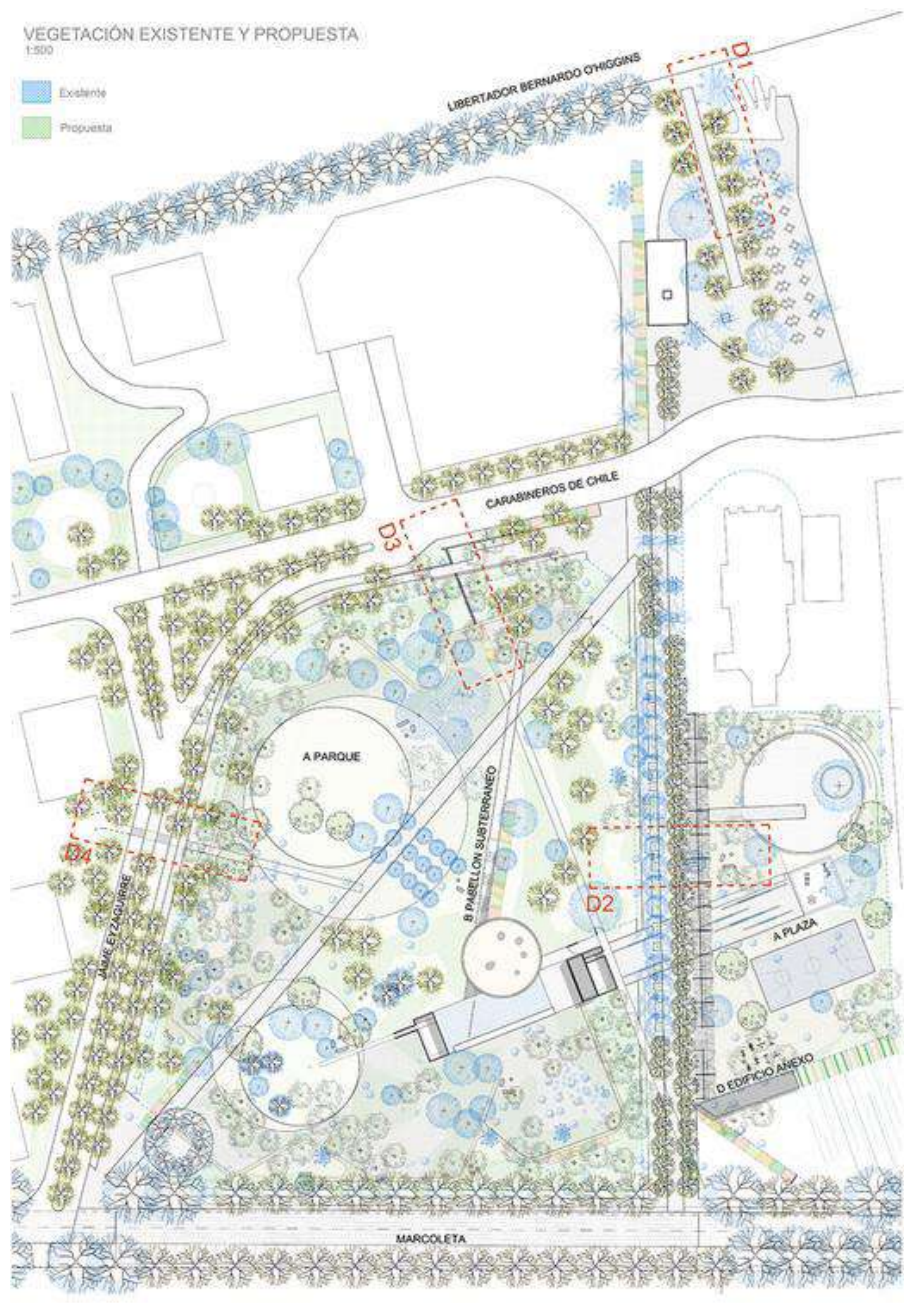 VEGETACIÓN EXISTENTE Y PROPUESTA
1:500
Existente
Propuesta
LIBERTADOR BERNARDO O'HIGGINS
D1
CARABINEROS DE CHILE
D3
A PARQUE
B PABELLON SUBTERRANEO
D4
JAIME EYZAGUIRRE
D2
A PLAZA
D EDIFICIO ANEXO
MARCOLETA